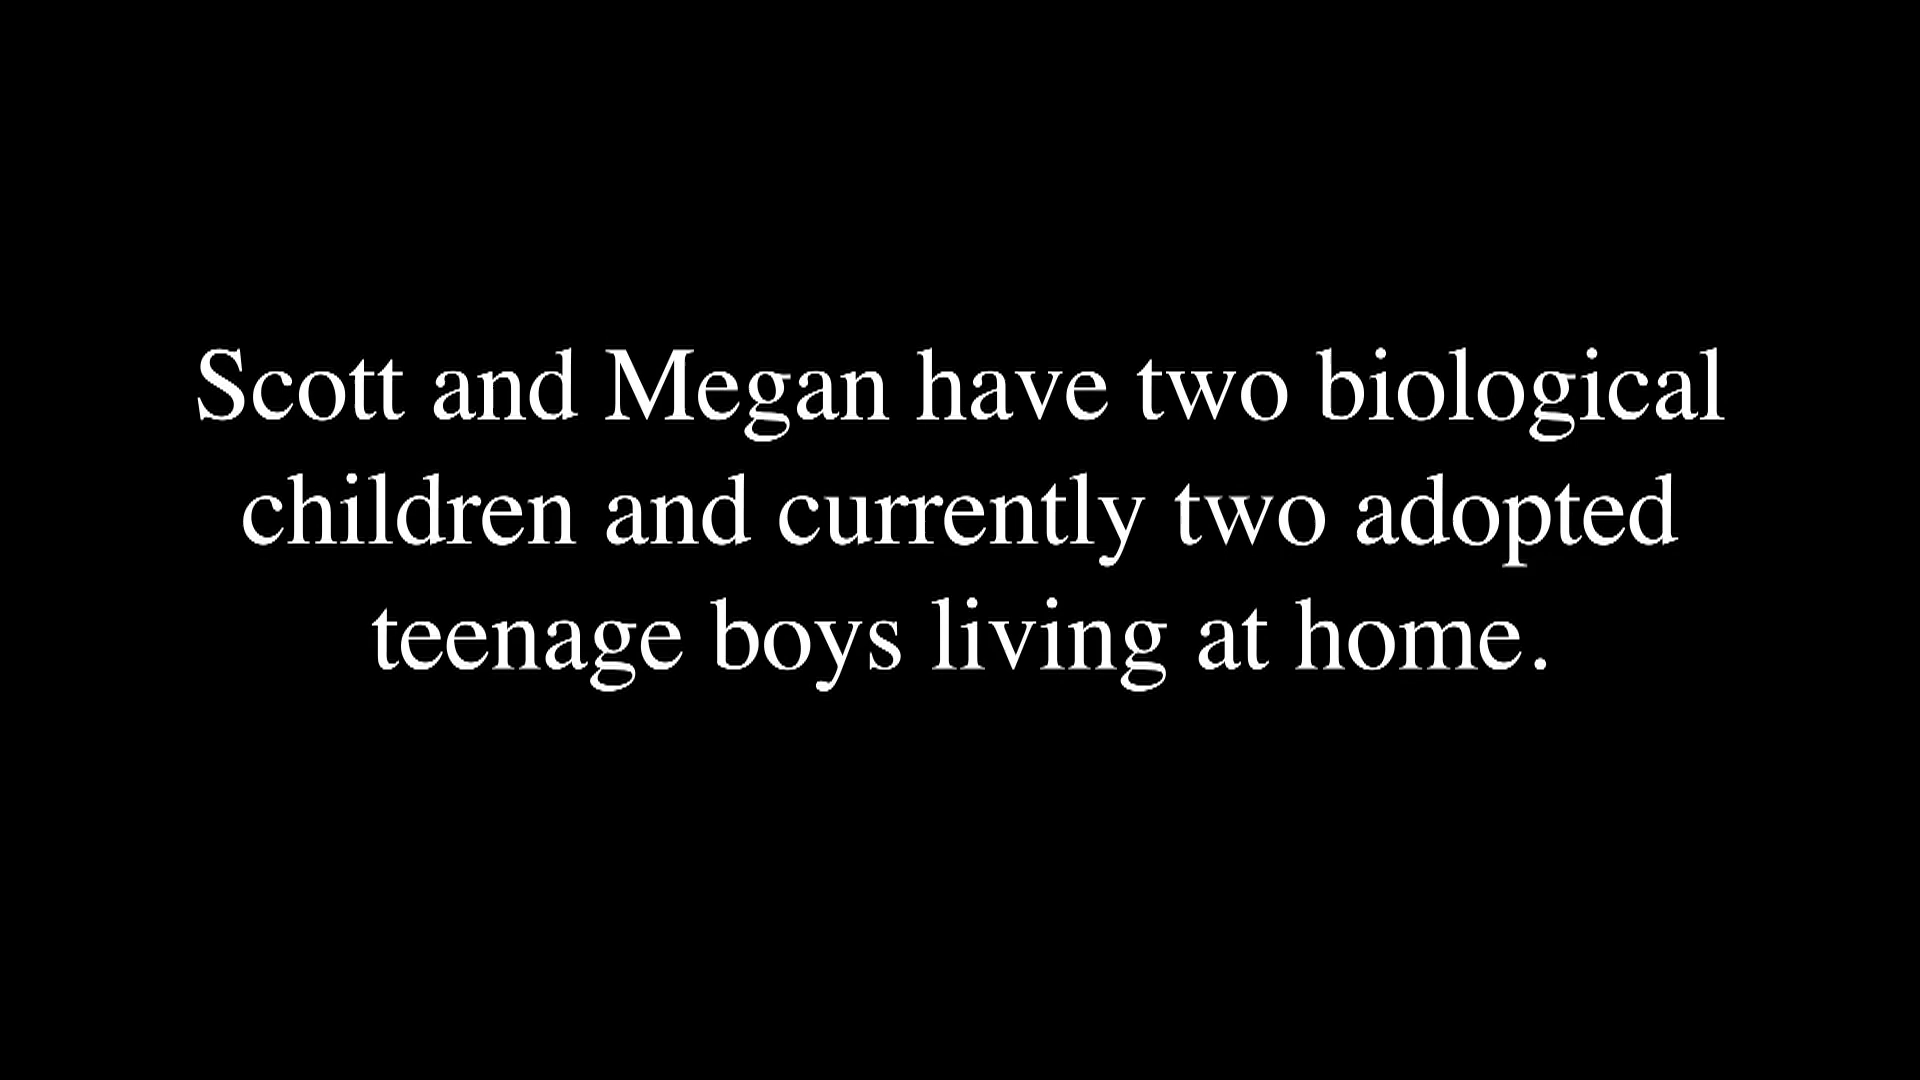 Scott and Megan have two biological
children and currently two adopted
teenage boys living at home.